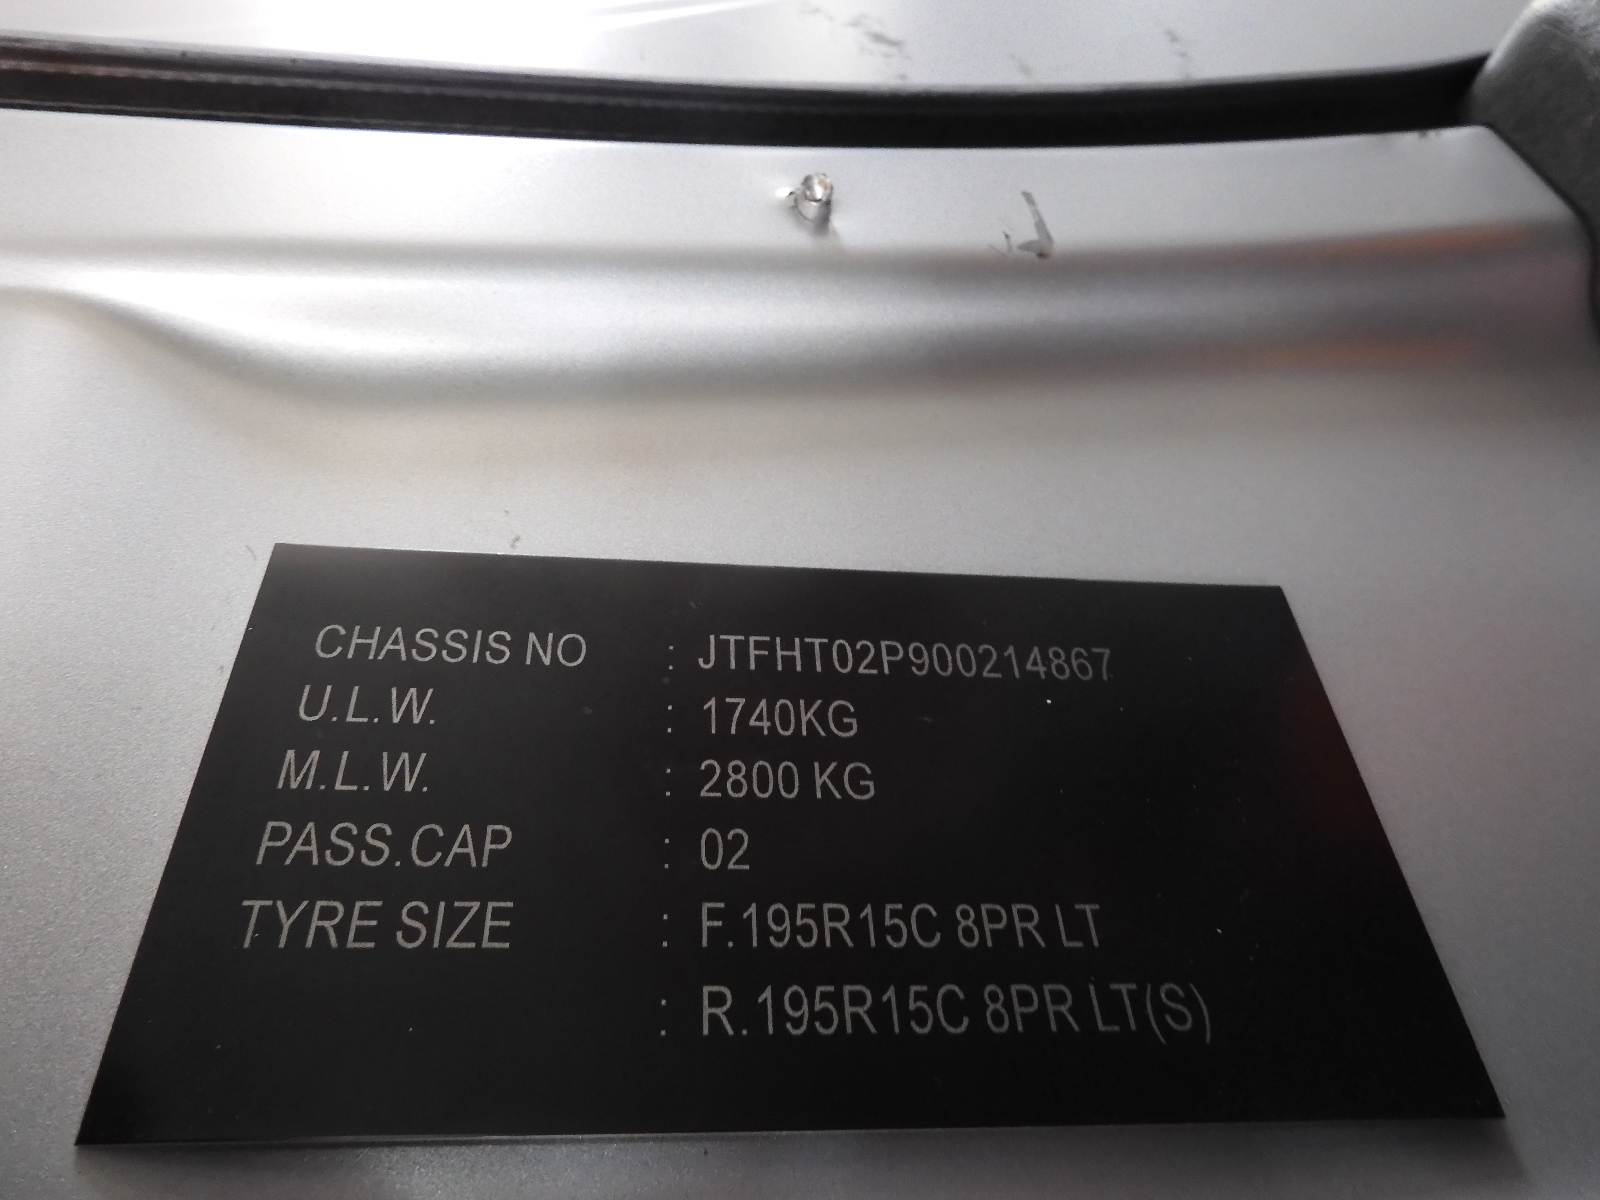 CHASSIS NO : JTFHT02P900214867
U.L.W. : 1740KG
M.L.W. : 2800 KG
PASS.CAP : 02
TYRE SIZE : F.195R15C 8PR LT
: R.195R15C 8PR LT(S)